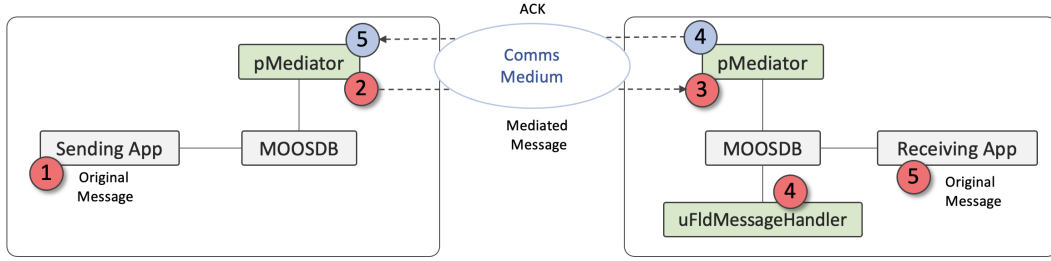 ACK
5
4
pMediator
Comms
Medium
pMediator
2
3
Mediated
Message
Sending App
MOOSDB
MOOSDB
Receiving App
1
Original
Message
4
5
Original
Message
uFldMessageHandler